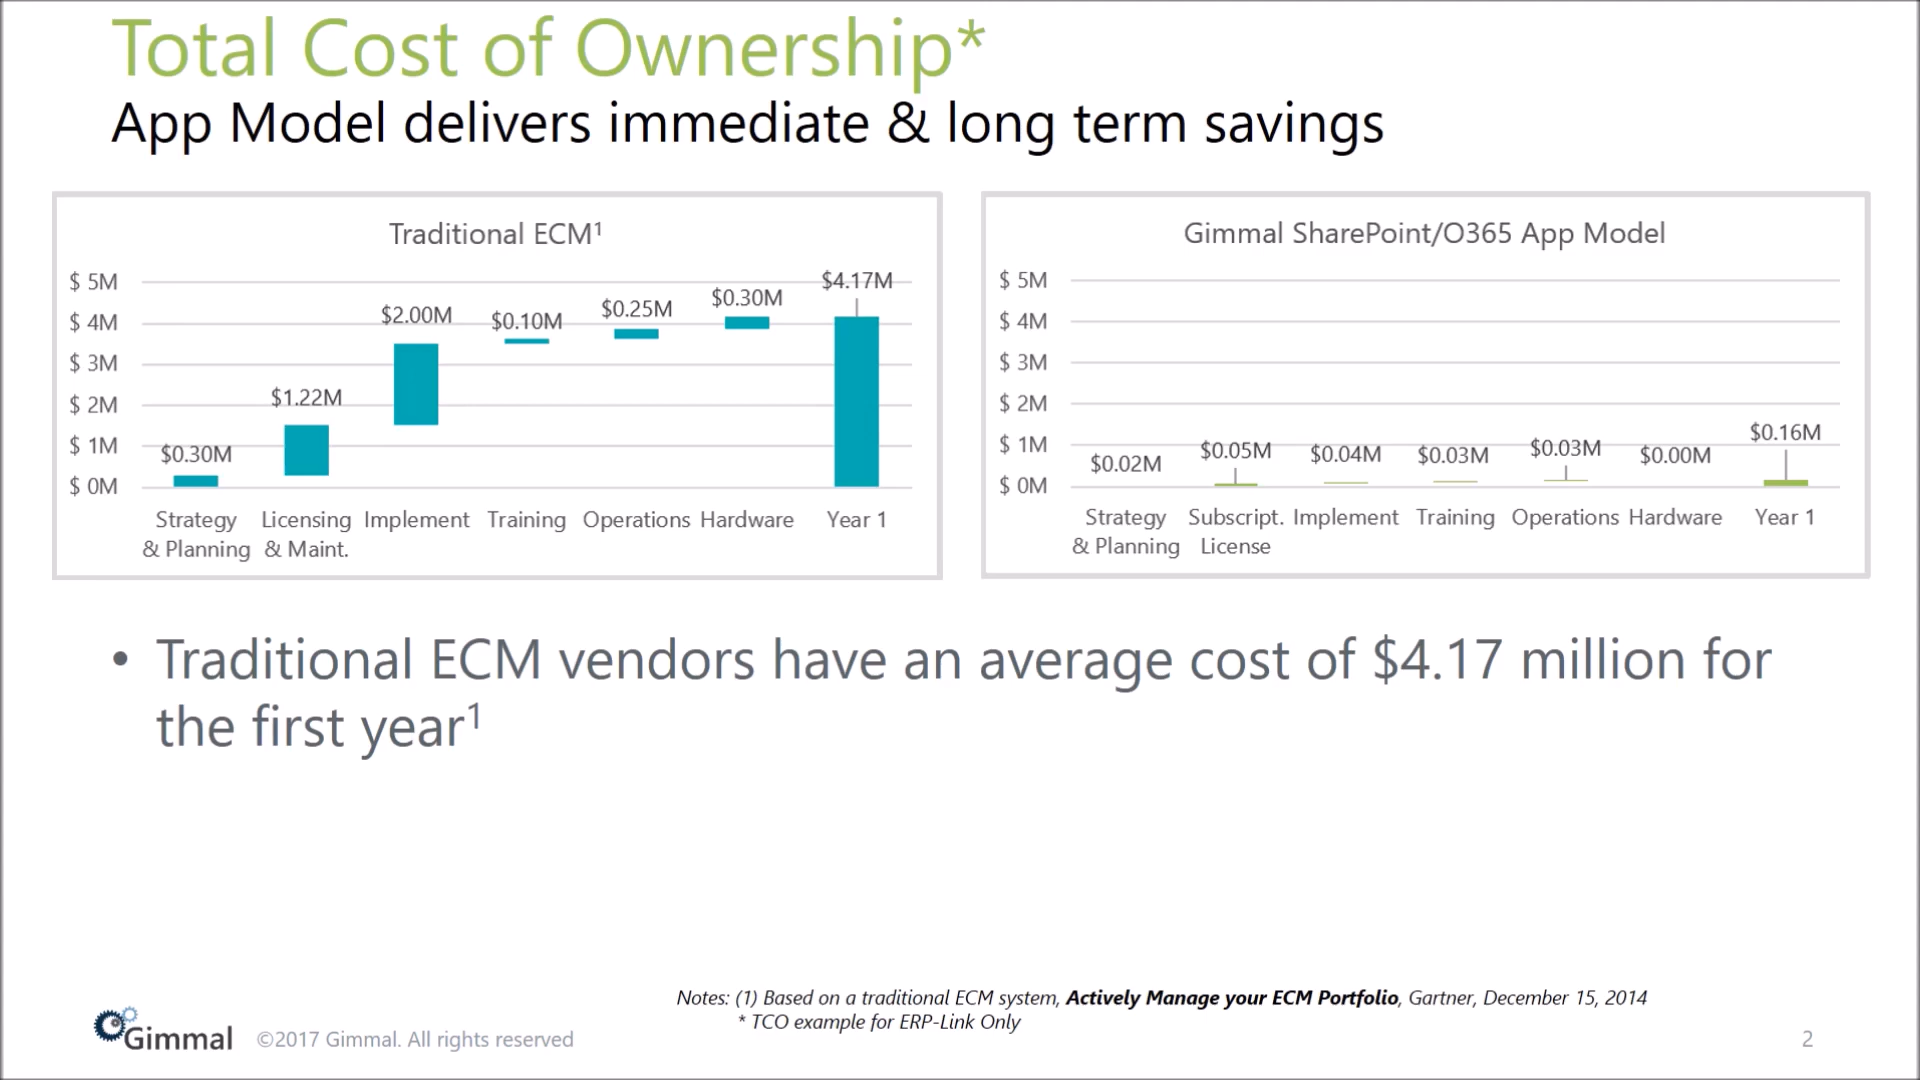 Total Cost of Ownership*
App Model delivers immediate & long term savings
Traditional ECM¹
$ 5M
$ 4M
$ 3M
$ 2M
$ 1M
$ 0M
$0.30M
$1.22M
$2.00M
$0.10M
$0.25M
$0.30M
$4.17M
Strategy & Planning
Licensing & Maint.
Implement
Training
Operations
Hardware
Year 1
Gimmal SharePoint/O365 App Model
$ 5M
$ 4M
$ 3M
$ 2M
$ 1M
$ 0M
$0.02M
$0.05M
$0.04M
$0.03M
$0.03M
$0.00M
$0.16M
Strategy & Planning
Subscript. License
Implement
Training
Operations
Hardware
Year 1
• Traditional ECM vendors have an average cost of $4.17 million for
the first year¹
Notes: (1) Based on a traditional ECM system, Actively Manage your ECM Portfolio, Gartner, December 15, 2014
* TCO example for ERP-Link Only
Gimmal
©2017 Gimmal. All rights reserved
2